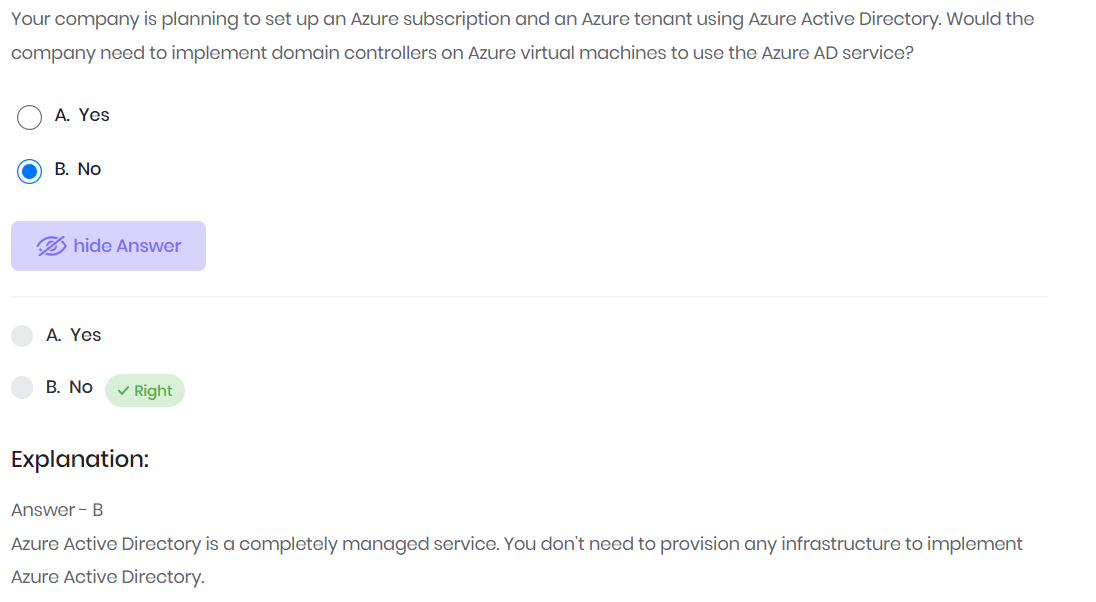 Your company is planning to set up an Azure subscription and an Azure tenant using Azure Active Directory. Would the
company need to implement domain controllers on Azure virtual machines to use the Azure AD service?
A. Yes
B. No
hide Answer
A. Yes
B. No Right
Explanation:
Answer - B
Azure Active Directory is a completely managed service. You don't need to provision any infrastructure to implement
Azure Active Directory.